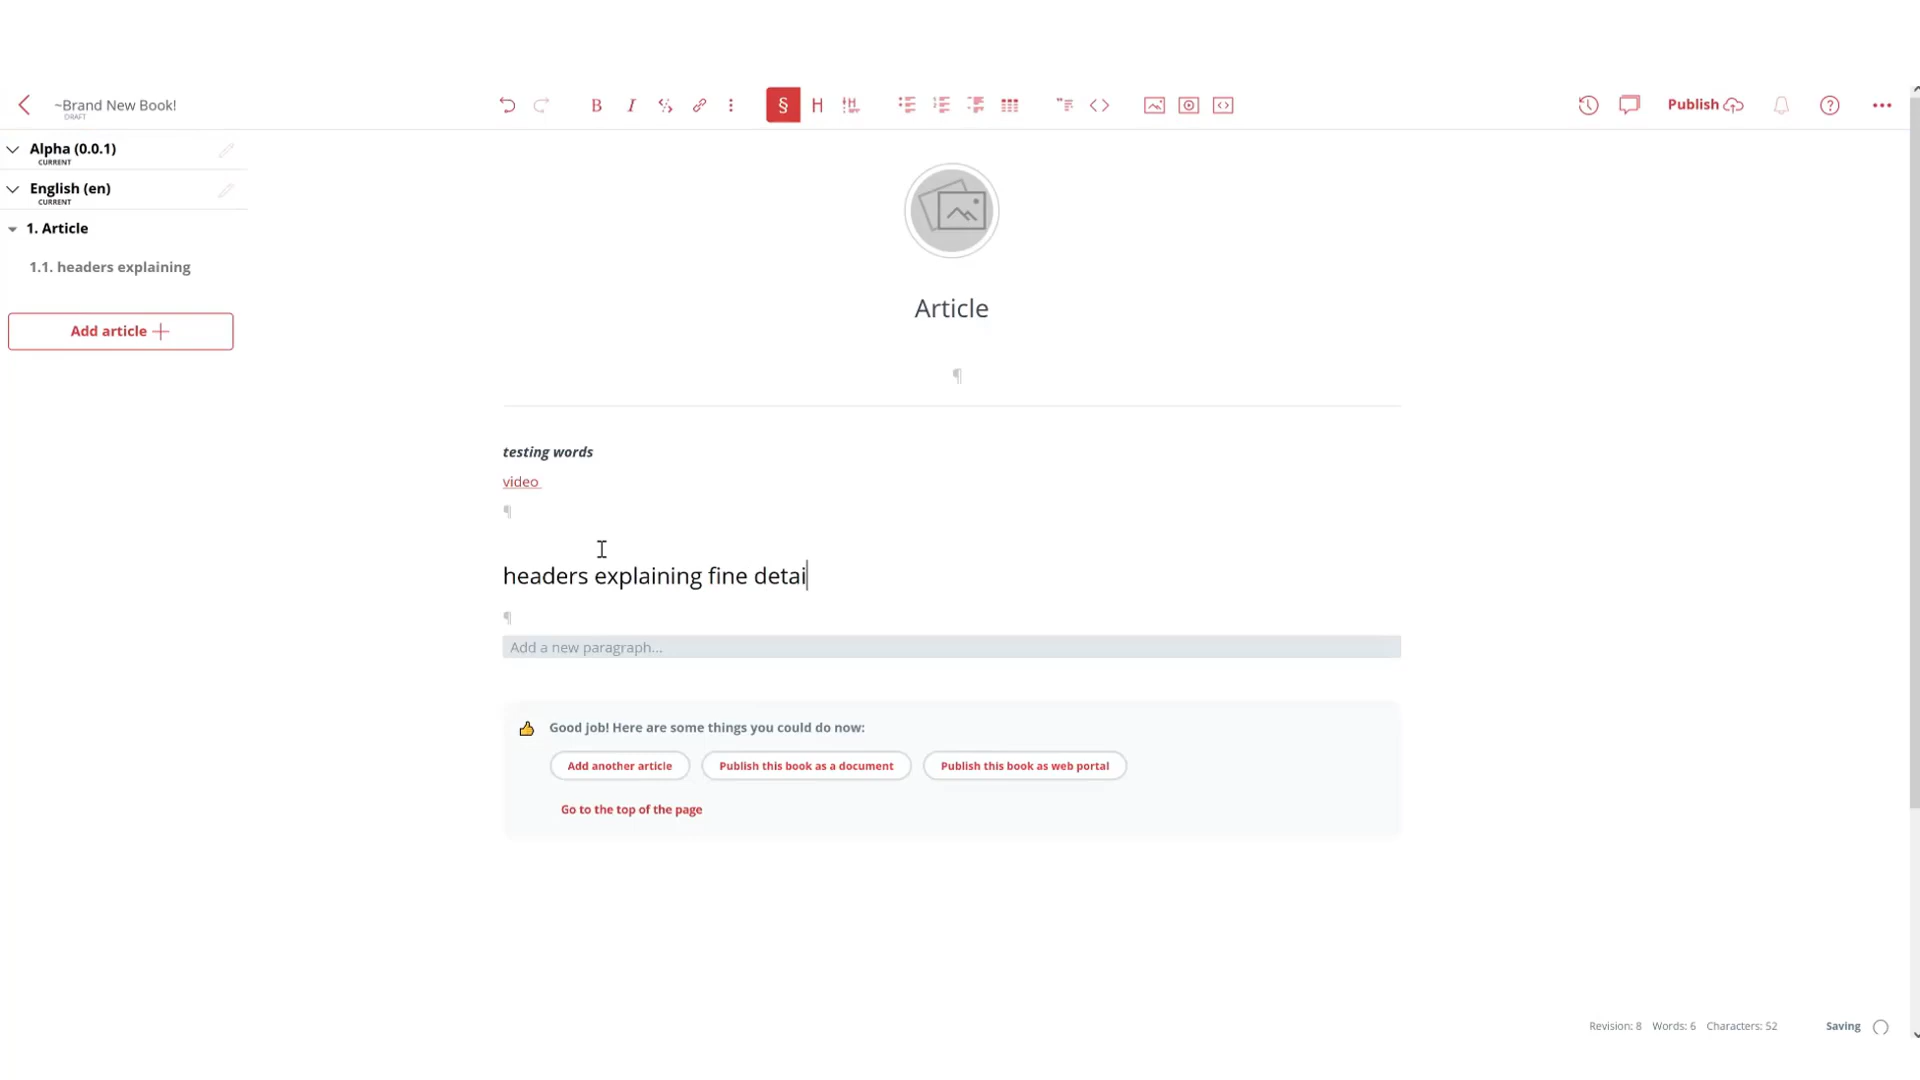 ~Brand New Book!
DRAFT
B I § H
Publish
Alpha (0.0.1)
CURRENT
English (en)
CURRENT
1. Article
1.1. headers explaining
Add article
Article
¶
testing words
video
¶
headers explaining fine detai
¶
Add a new paragraph...
Good job! Here are some things you could do now:
Add another article
Publish this book as a document
Publish this book as web portal
Go to the top of the page
Revision: 8 Words: 6 Characters: 52 Saving